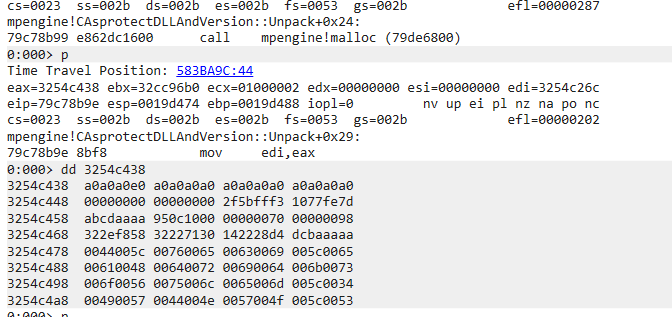 cs=0023 ss=002b ds=002b es=002b fs=0053 gs=002b efl=00000287
mpengine!CAsprotectDLLAndVersion::Unpack+0x24:
79c78b99 e862dc1600 call mpengine!malloc (79de6800)
0:000> p
Time Travel Position: 583BA9C:44
eax=3254c438 ebx=32cc96b0 ecx=01000002 edx=00000000 esi=00000000 edi=3254c26c
eip=79c78b9e esp=0019d474 ebp=0019d488 iopl=0 nv up ei pl nz na po nc
cs=0023 ss=002b ds=002b es=002b fs=0053 gs=002b efl=00000202
mpengine!CAsprotectDLLAndVersion::Unpack+0x29:
79c78b9e 8bf8 mov edi,eax
0:000> dd 3254c438
3254c438 a0a0a0e0 a0a0a0a0 a0a0a0a0 a0a0a0a0
3254c448 00000000 00000000 2f5bfff3 1077fe7d
3254c458 abcdaaaa 950c1000 00000070 00000098
3254c468 322ef858 32227130 142228d4 dcbaaaaa
3254c478 0044005c 00760065 00630069 005c0065
3254c488 00610048 00640072 00690064 006b0073
3254c498 006f0056 0075006c 0065006d 005c0034
3254c4a8 00490057 0044004e 0057004f 005c0053
0:000> p